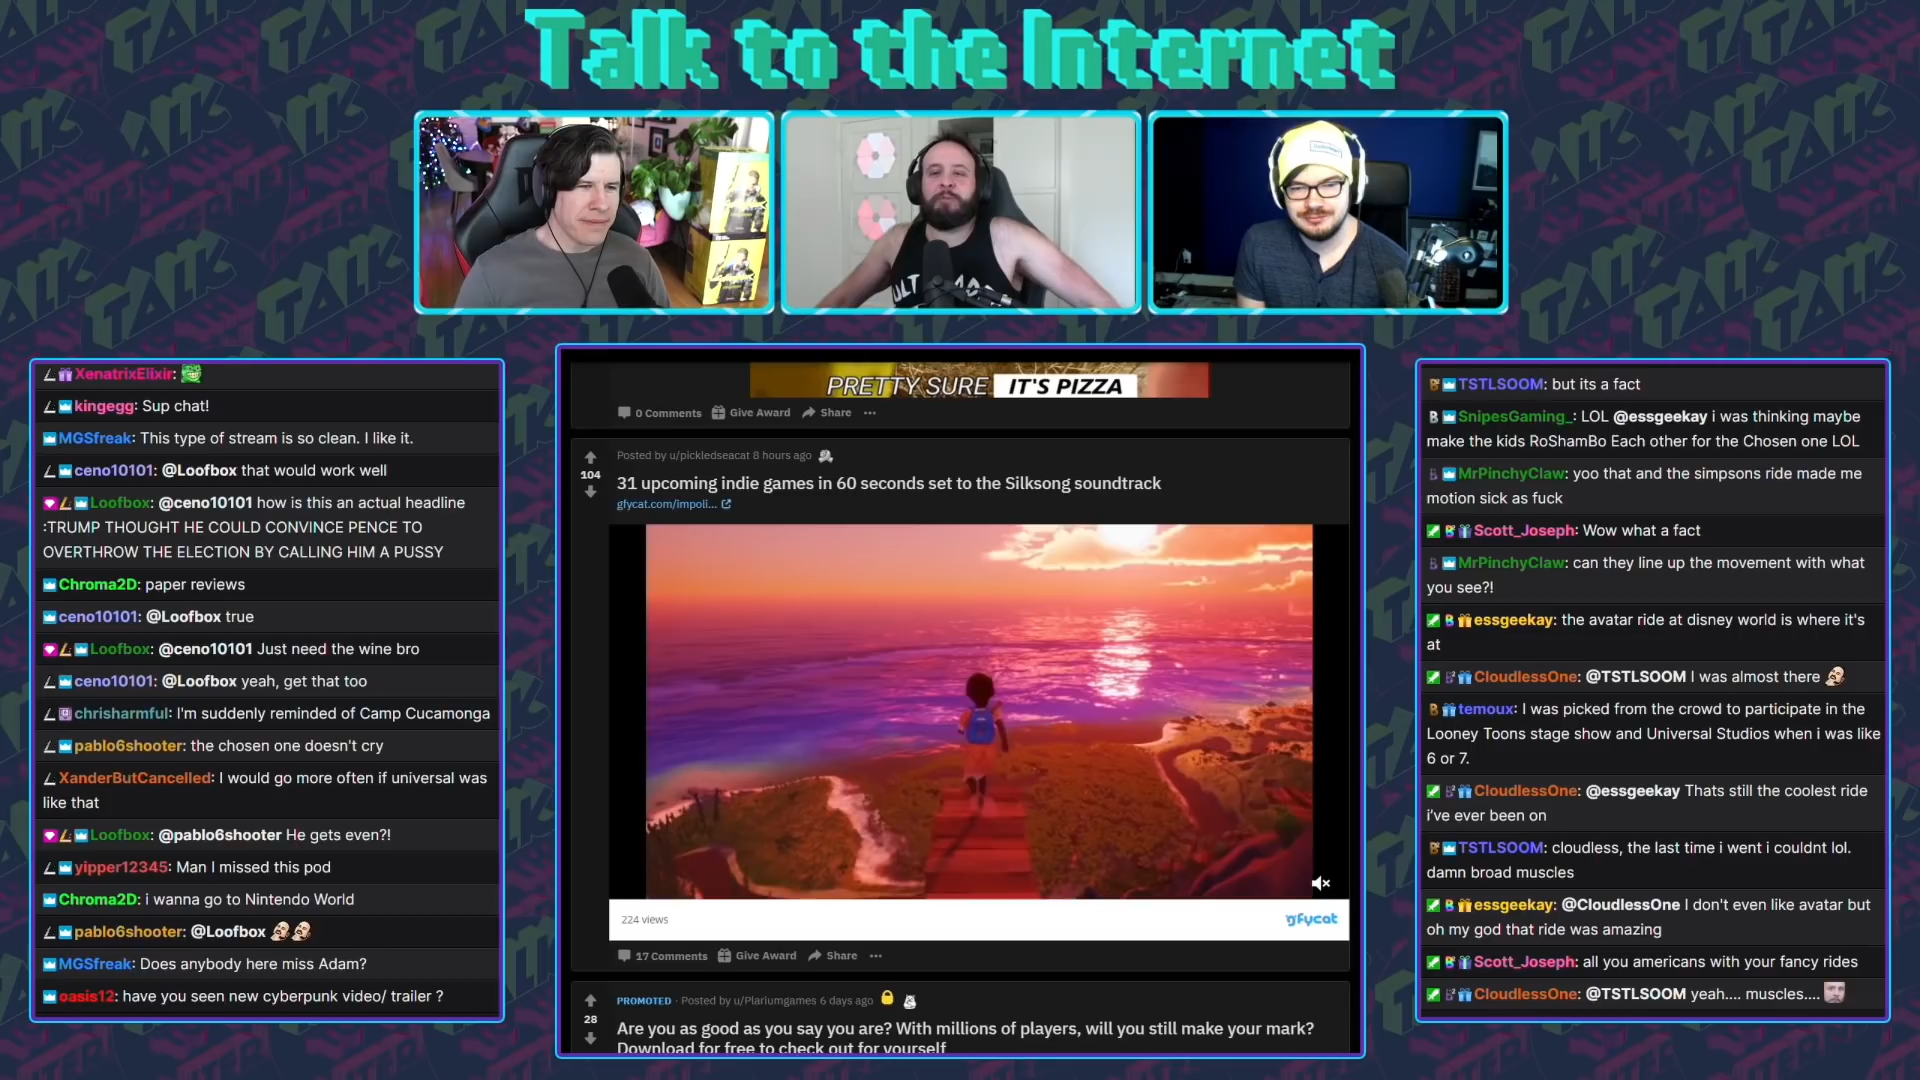 Talk to the Internet
XenatrixElixir:
kingegg: Sup chat!
MGSfreak: This type of stream is so clean. I like it.
ceno10101: @Loofbox that would work well
Loofbox: @ceno10101 how is this an actual headline
:TRUMP THOUGHT HE COULD CONVINCE PENCE TO
OVERTHROW THE ELECTION BY CALLING HIM A PUSSY
Chroma2D: paper reviews
ceno10101: @Loofbox true
Loofbox: @ceno10101 Just need the wine bro
ceno10101: @Loofbox yeah, get that too
chrisharmful: I'm suddenly reminded of Camp Cucamonga
pablo6shooter: the chosen one doesn't cry
XanderButCancelled: I would go more often if universal was
like that
Loofbox: @pablo6shooter He gets even?!
yipper12345: Man I missed this pod
Chroma2D: i wanna go to Nintendo World
pablo6shooter: @Loofbox
MGSfreak: Does anybody here miss Adam?
oasis12: have you seen new cyberpunk video/ trailer ?
PRETTY SURE IT'S PIZZA
0 Comments Give Award Share ...
Posted by u/pickledseacat 8 hours ago
104
31 upcoming indie games in 60 seconds set to the Silksong soundtrack
gfycat.com/impoli...
224 views
gfycat
17 Comments Give Award Share ...
PROMOTED · Posted by u/Plariumgames 6 days ago
28
Are you as good as you say you are? With millions of players, will you still make your mark?
Download for free to check out for yourself
TSTLSOOM: but its a fact
SnipesGaming_: LOL @essgeekay i was thinking maybe
make the kids RoShamBo Each other for the Chosen one LOL
MrPinchyClaw: yoo that and the simpsons ride made me
motion sick as fuck
Scott_Joseph: Wow what a fact
MrPinchyClaw: can they line up the movement with what
you see?!
essgeekay: the avatar ride at disney world is where it's
at
CloudlessOne: @TSTLSOOM I was almost there
temoux: I was picked from the crowd to participate in the
Looney Toons stage show and Universal Studios when i was like
6 or 7.
CloudlessOne: @essgeekay Thats still the coolest ride
i've ever been on
TSTLSOOM: cloudless, the last time i went i couldnt lol.
damn broad muscles
essgeekay: @CloudlessOne I don't even like avatar but
oh my god that ride was amazing
Scott_Joseph: all you americans with your fancy rides
CloudlessOne: @TSTLSOOM yeah.... muscles....